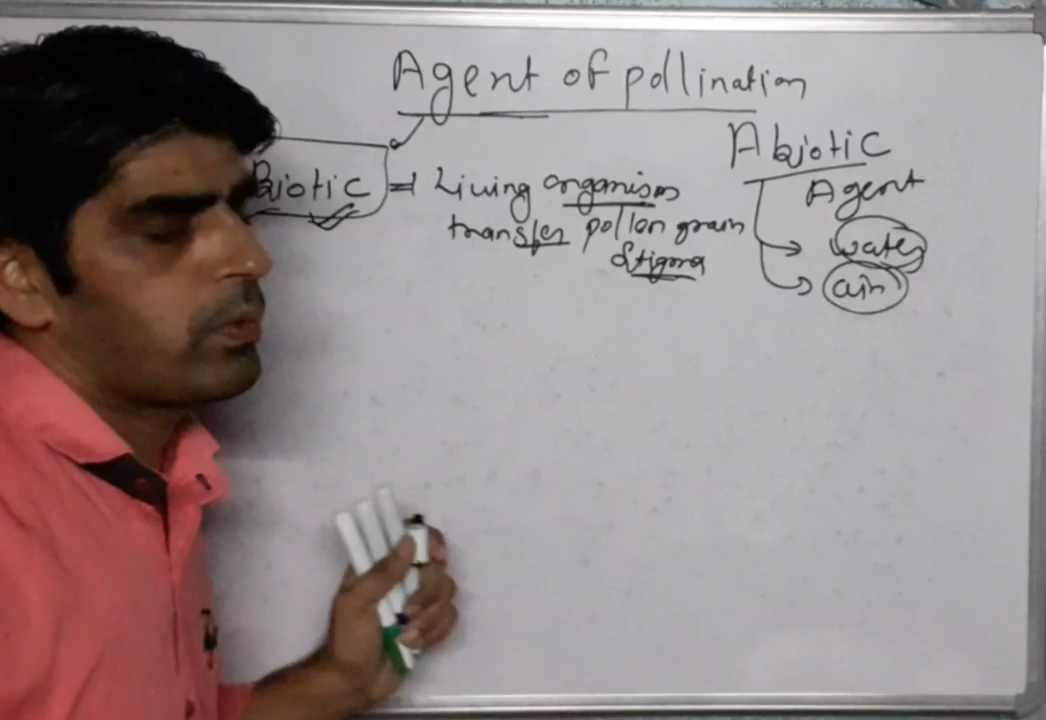 Agent of pollination
Biotic = Living organism
transfer pollen grain
Stigma
Abiotic
Agent
water
air